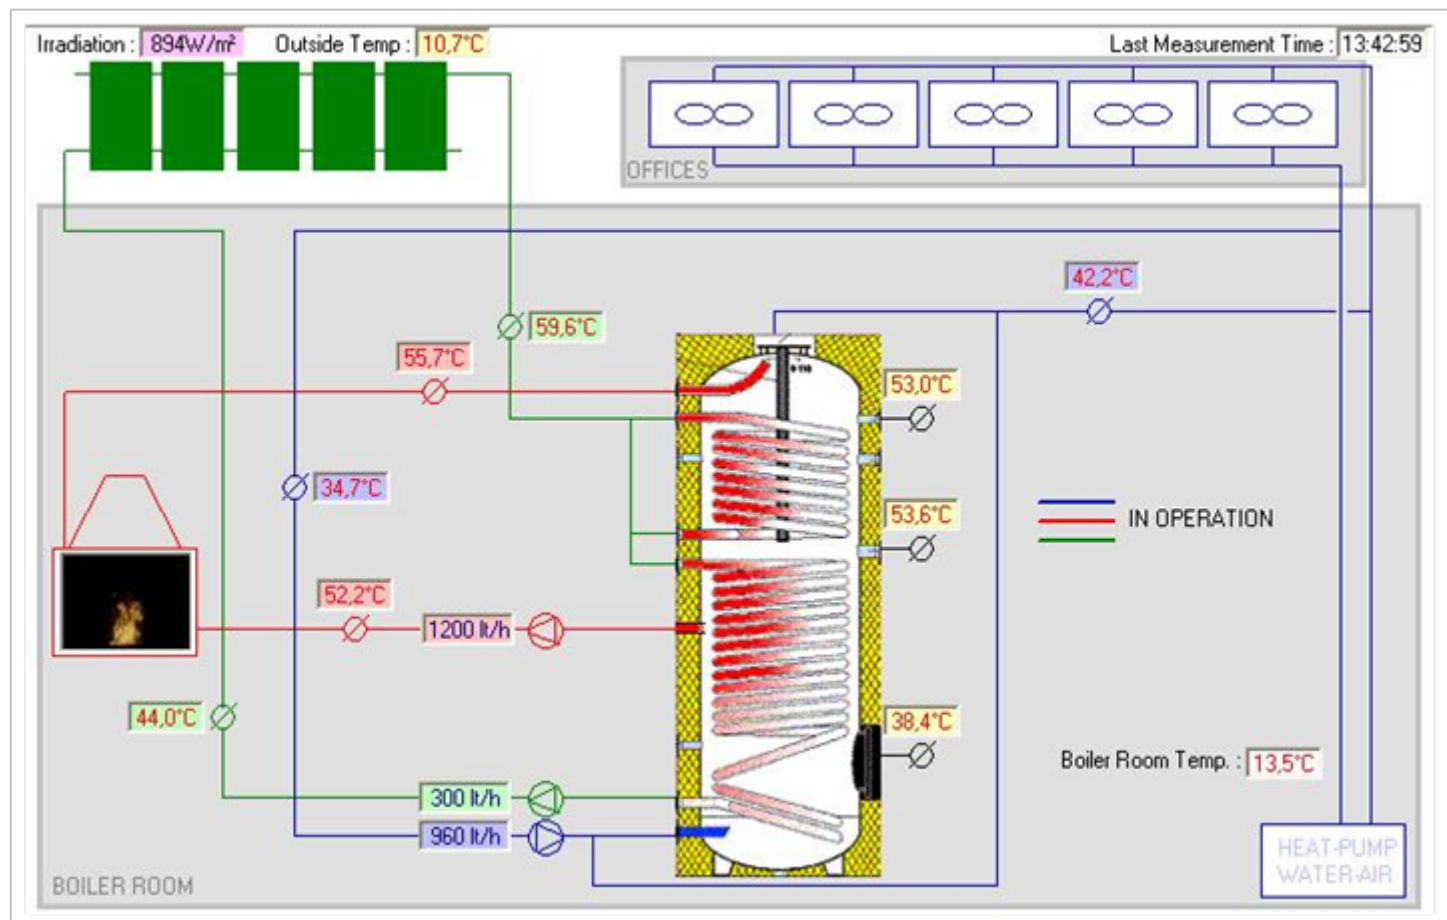 Irradiation : 894W/m² Outside Temp : 10,7°C Last Measurement Time : 13:42:59
OFFICES
42,2°C
59,6°C
55,7°C
53,0°C
34,7°C
53,6°C
IN OPERATION
52,2°C
1200 lt/h
44,0°C
38,4°C
Boiler Room Temp. : 13,5°C
300 lt/h
960 lt/h
HEAT-PUMP
WATER-AIR
BOILER ROOM